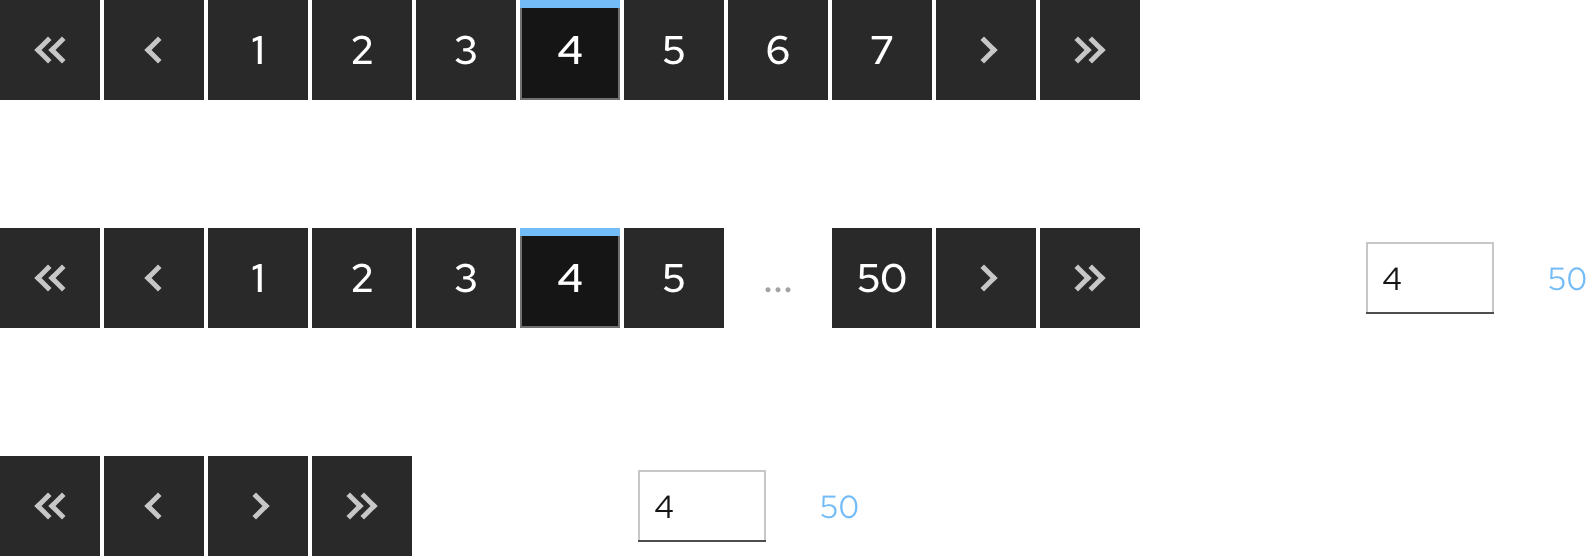 « ‹ 1 2 3 4 5 6 7 › »
« ‹ 1 2 3 4 5 ... 50 › » 4 50
« ‹ › » 4 50